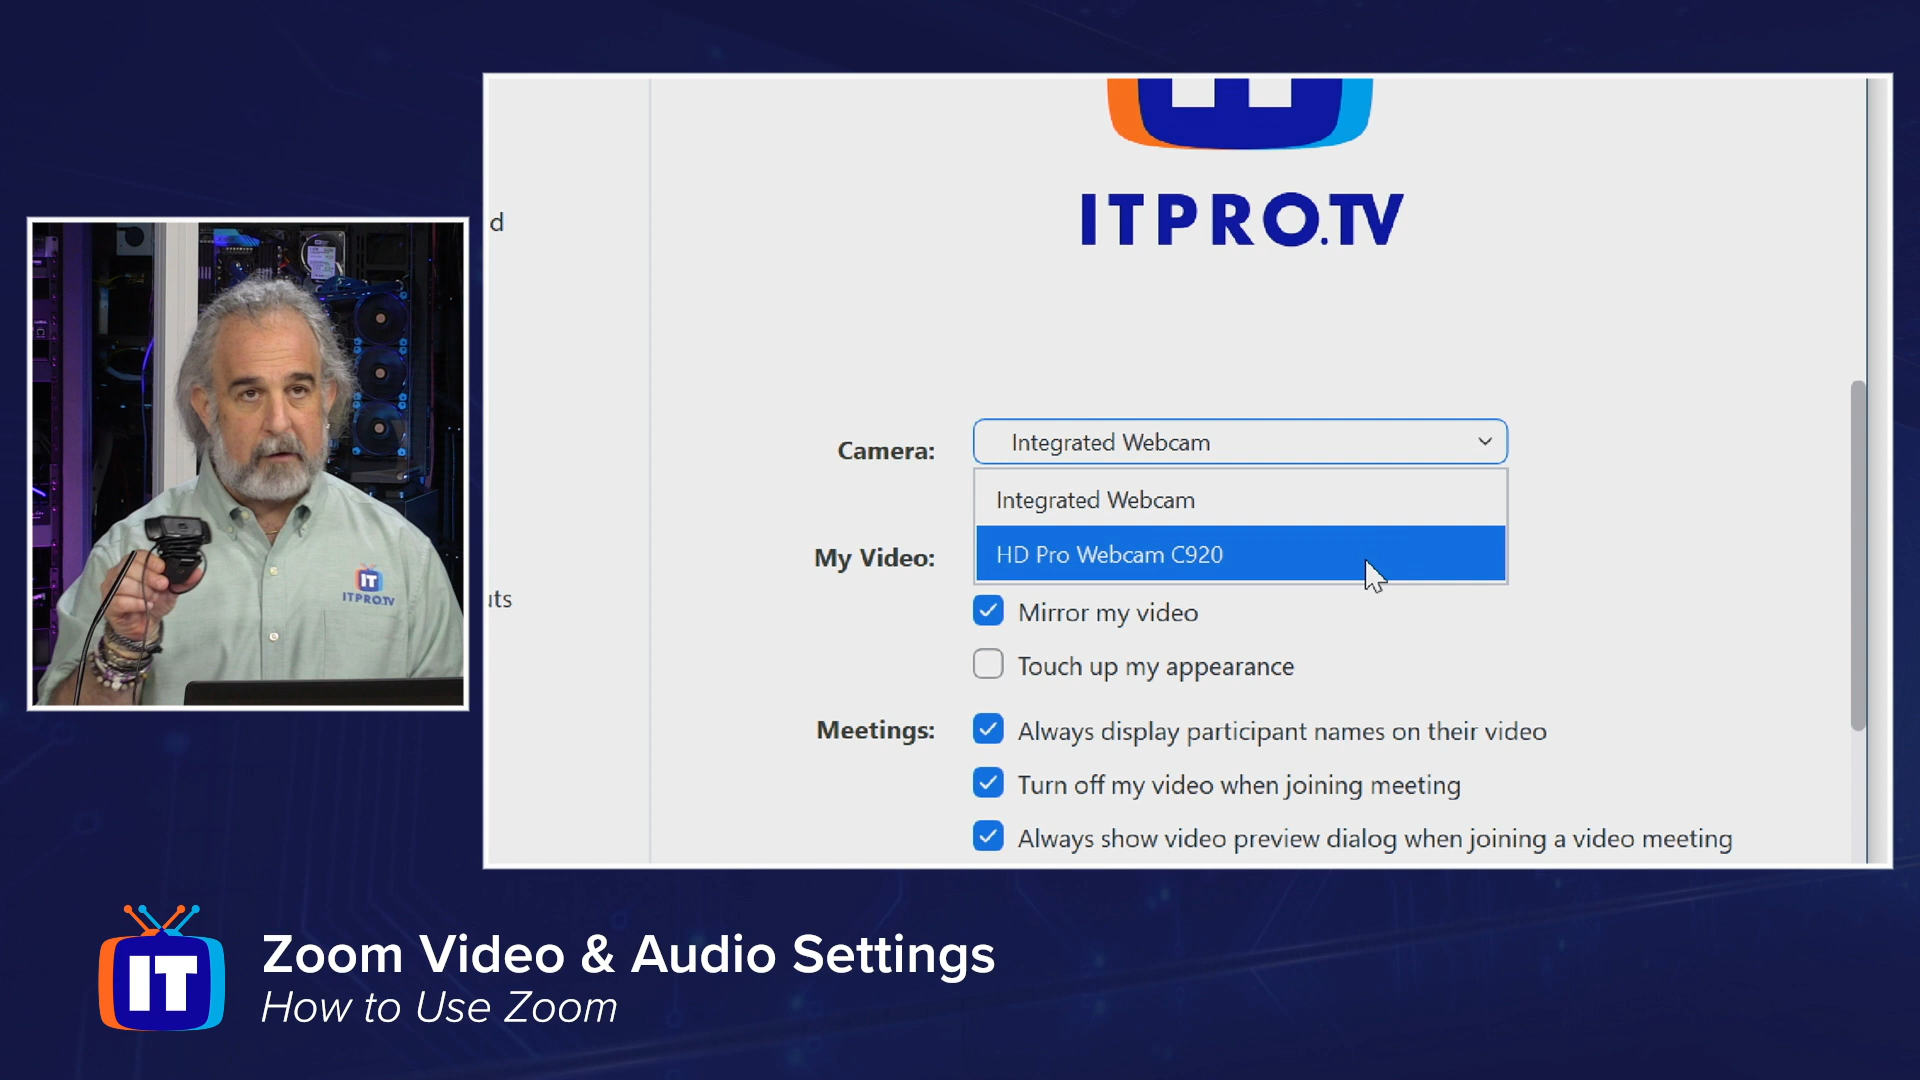 IT
ITPRO.TV
d
uts
ITPRO.TV
Camera:
Integrated Webcam
Integrated Webcam
HD Pro Webcam C920
My Video:
Mirror my video
Touch up my appearance
Meetings:
Always display participant names on their video
Turn off my video when joining meeting
Always show video preview dialog when joining a video meeting
IT
Zoom Video & Audio Settings
How to Use Zoom